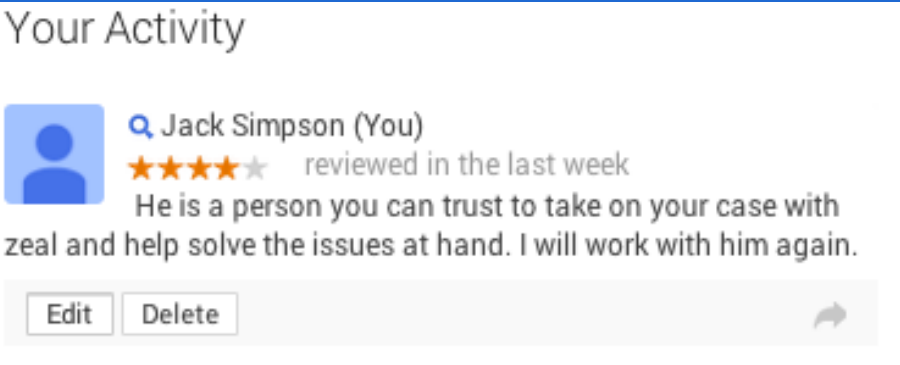 Your Activity
Jack Simpson (You)
reviewed in the last week
He is a person you can trust to take on your case with
zeal and help solve the issues at hand. I will work with him again.
Edit Delete